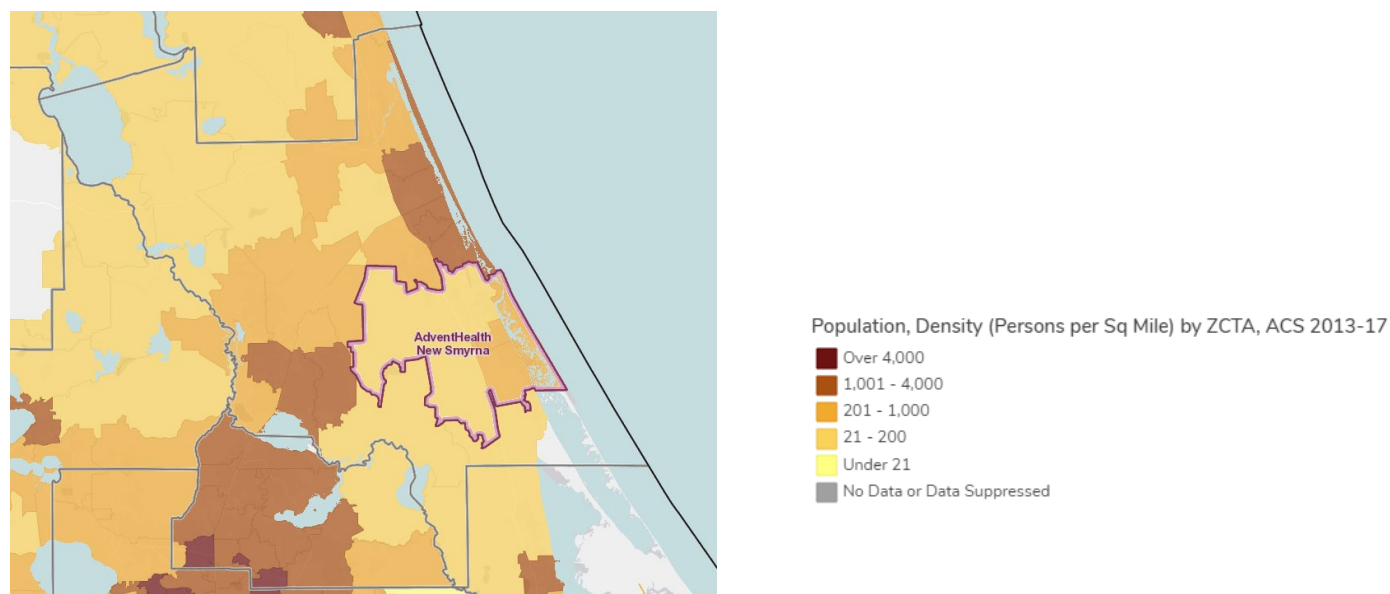 AdventHealth
New Smyrna
Population, Density (Persons per Sq Mile) by ZCTA, ACS 2013-17
Over 4,000
1,001 - 4,000
201 - 1,000
21 - 200
Under 21
No Data or Data Suppressed